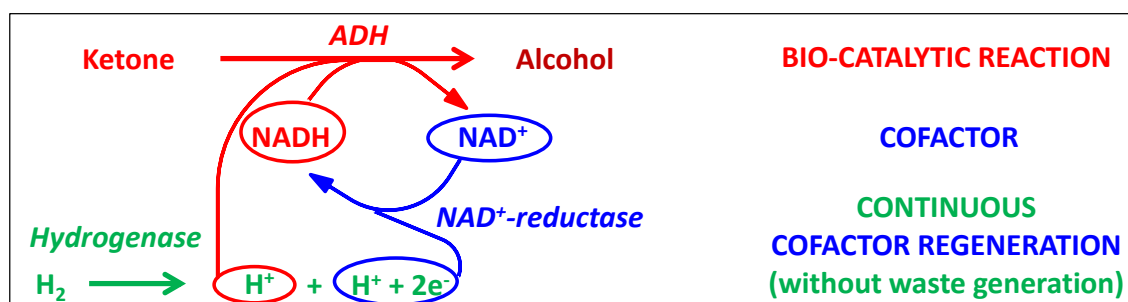 ADH
Ketone Alcohol BIO-CATALYTIC REACTION
NADH NAD⁺ COFACTOR
NAD⁺-reductase CONTINUOUS
Hydrogenase COFACTOR REGENERATION
H₂ H⁺ + H⁺ + 2e⁻ (without waste generation)